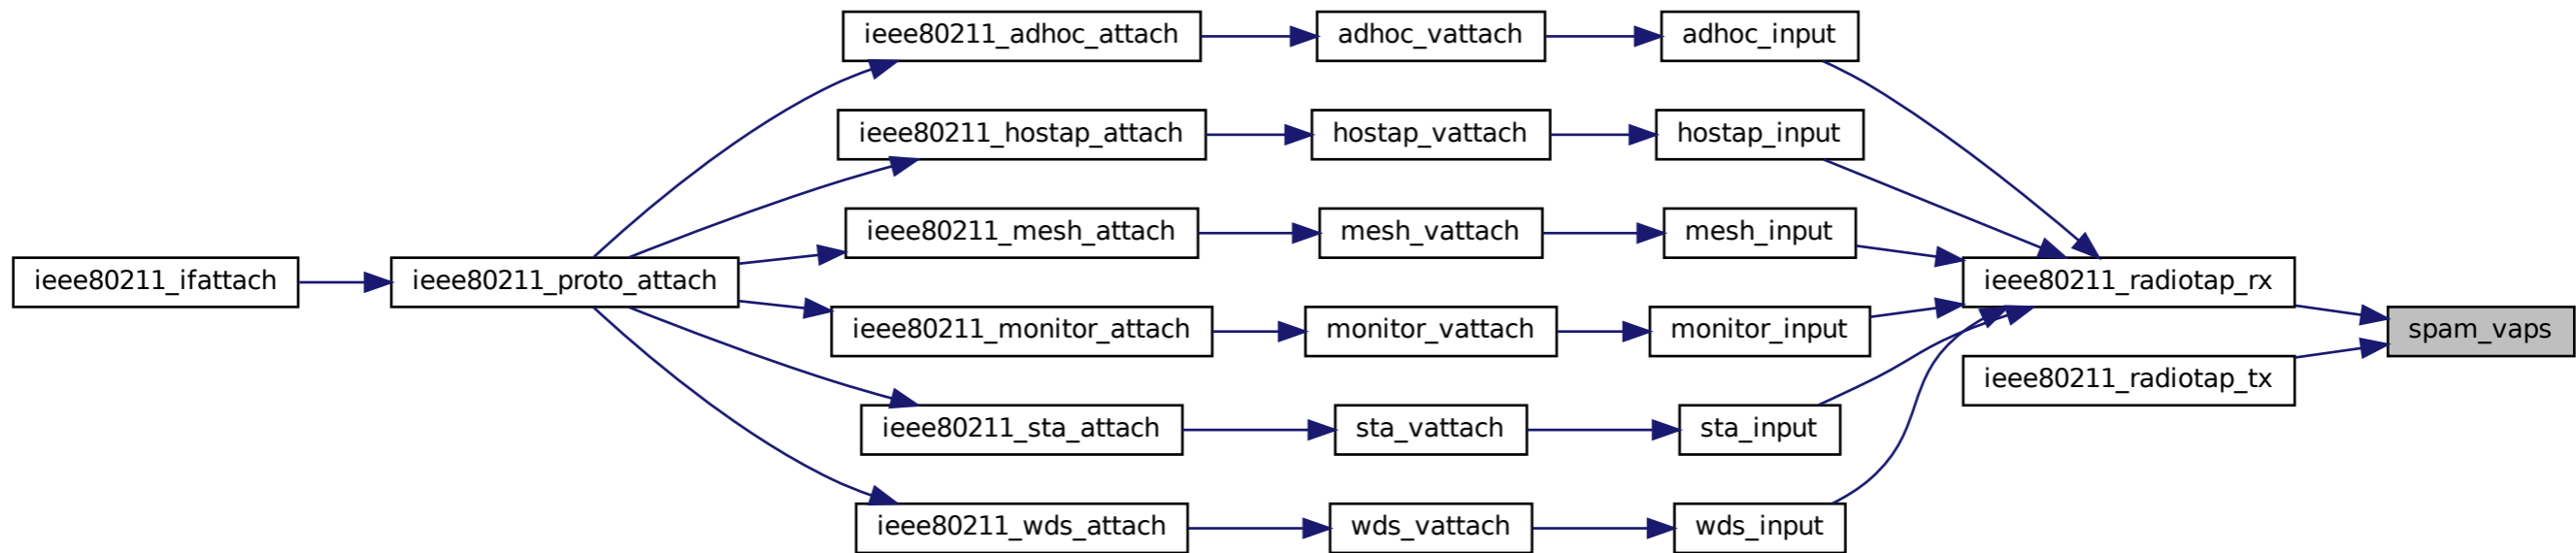 ieee80211_adhoc_attach adhoc_vattach adhoc_input
ieee80211_hostap_attach hostap_vattach hostap_input
ieee80211_mesh_attach mesh_vattach mesh_input
ieee80211_ifattach ieee80211_proto_attach ieee80211_radiotap_rx
ieee80211_monitor_attach monitor_vattach monitor_input spam_vaps
ieee80211_radiotap_tx
ieee80211_sta_attach sta_vattach sta_input
ieee80211_wds_attach wds_vattach wds_input